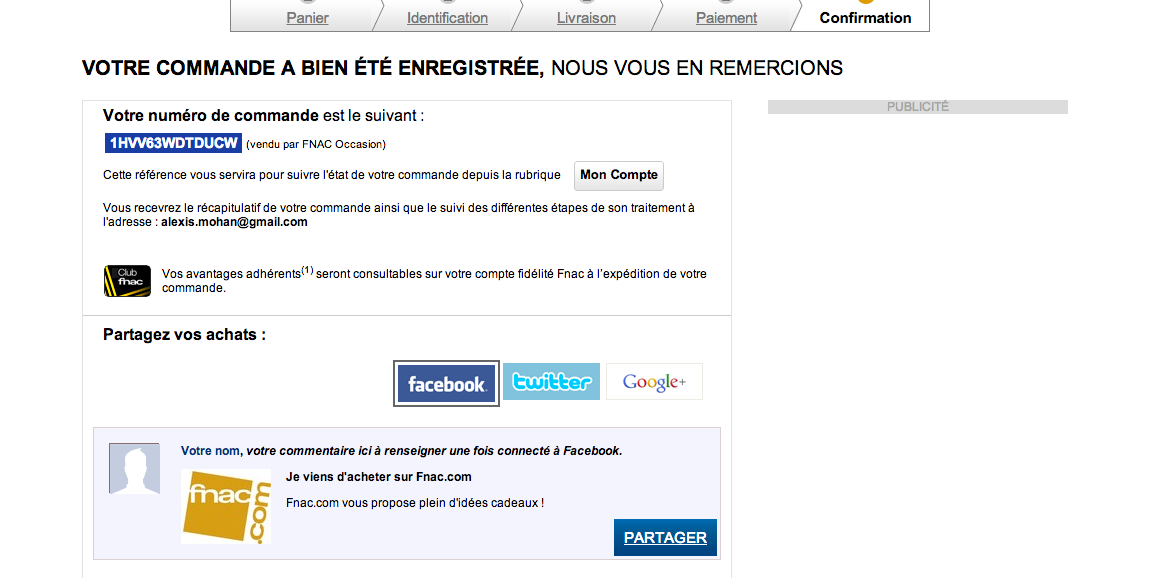 Panier
Identification
Livraison
Paiement
Confirmation
VOTRE COMMANDE A BIEN ÉTÉ ENREGISTRÉE, NOUS VOUS EN REMERCIONS
PUBLICITÉ
Votre numéro de commande est le suivant :
1HVV63WDTDUCW (vendu par FNAC Occasion)
Cette référence vous servira pour suivre l'état de votre commande depuis la rubrique Mon Compte
Vous recevrez le récapitulatif de votre commande ainsi que le suivi des différentes étapes de son traitement à
l'adresse : alexis.mohan@gmail.com
Club
fnac
Vos avantages adhérents(1) seront consultables sur votre compte fidélité Fnac à l’expédition de votre
commande.
Partagez vos achats :
facebook.
twitter
Google+
Votre nom, votre commentaire ici à renseigner une fois connecté à Facebook.
fnac
.com
Je viens d'acheter sur Fnac.com
Fnac.com vous propose plein d'idées cadeaux !
PARTAGER